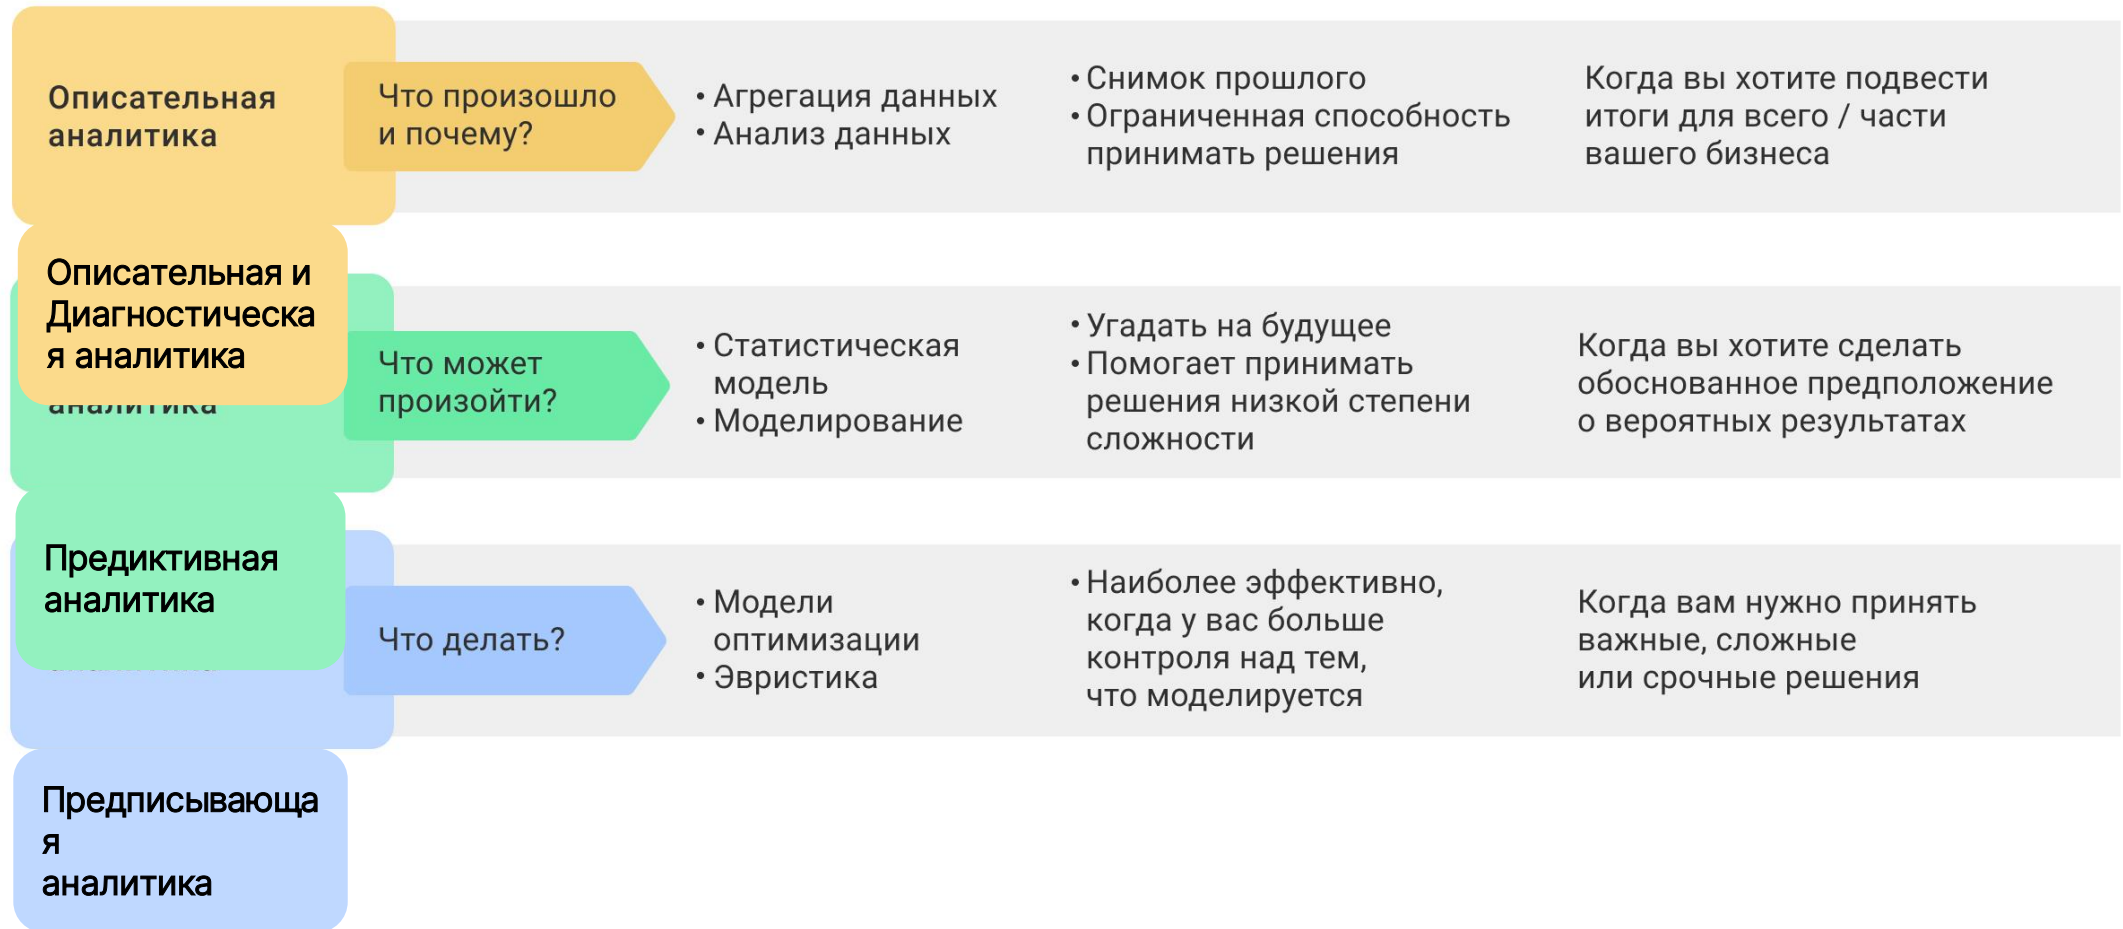 Описательная
аналитика
Что произошло
и почему?
• Агрегация данных
• Анализ данных
• Снимок прошлого
• Ограниченная способность
принимать решения
Когда вы хотите подвести
итоги для всего / части
вашего бизнеса
Описательная и
Диагностическа
я аналитика
аналитика
Что может
произойти?
• Статистическая
модель
• Моделирование
• Угадать на будущее
• Помогает принимать
решения низкой степени
сложности
Когда вы хотите сделать
обоснованное предположение
о вероятных результатах
Предиктивная
аналитика
Что делать?
• Модели
оптимизации
• Эвристика
• Наиболее эффективно,
когда у вас больше
контроля над тем,
что моделируется
Когда вам нужно принять
важные, сложные
или срочные решения
Предписывающа
я
аналитика